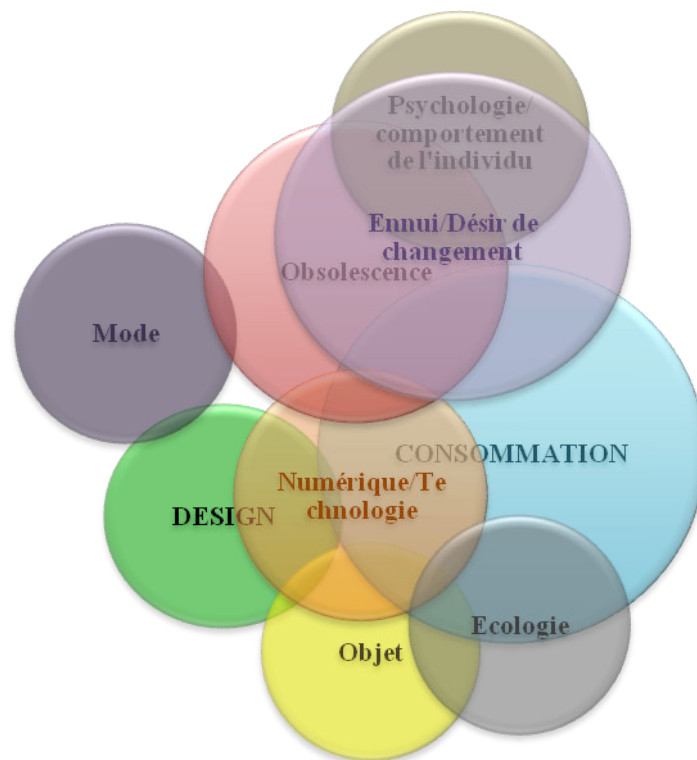 Psychologie/
comportement
de l'individu
Ennui/Désir de
changement
Obsolescence
Mode
CONSOMMATION
Numérique/Te
chnologie
DESIGN
Ecologie
Objet